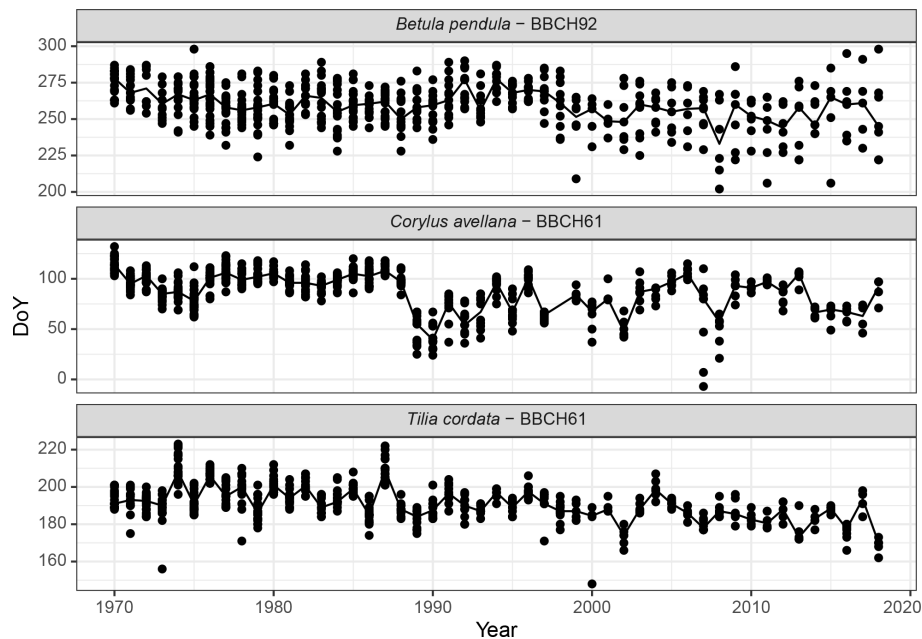 Betula pendula − BBCH92
300
275
250
225
200
Corylus avellana − BBCH61
100
50
0
DoY
Tilia cordata − BBCH61
220
200
180
160
1970 1980 1990 2000 2010 2020
Year